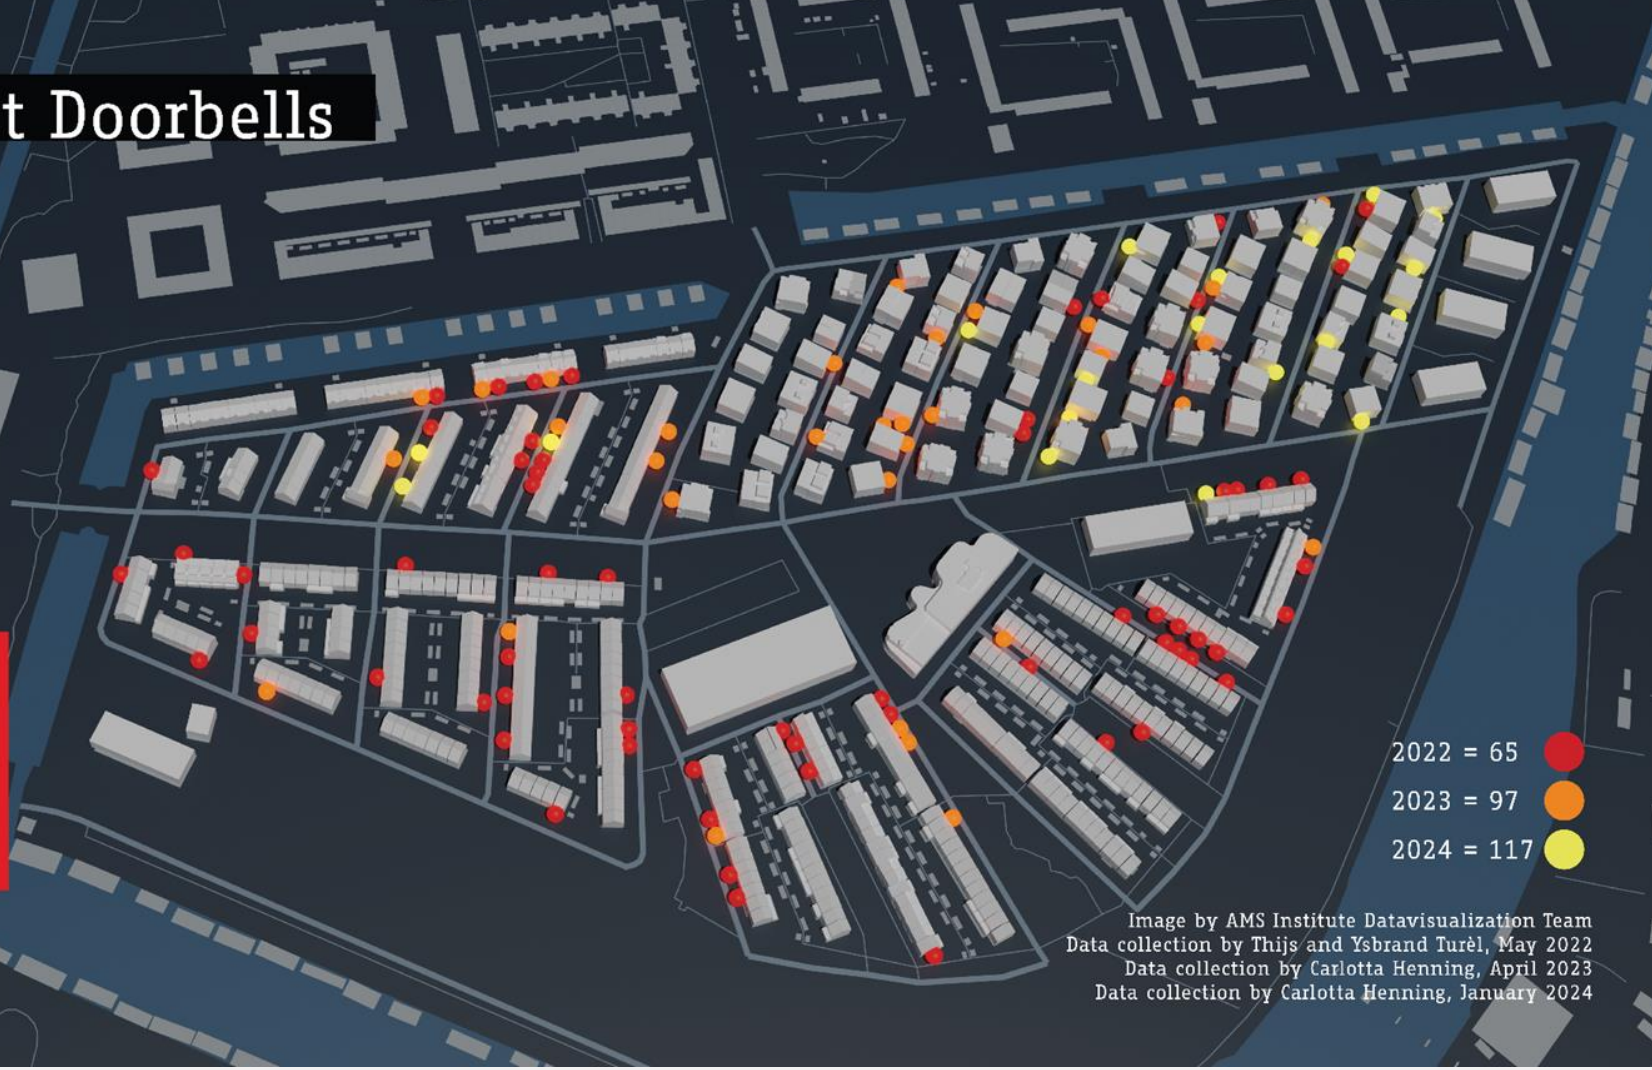 t Doorbells
2022 = 65
2023 = 97
2024 = 117
Image by AMS Institute Datavisualization Team
Data collection by Thijs and Ysbrand Turèl, May 2022
Data collection by Carlotta Henning, April 2023
Data collection by Carlotta Henning, January 2024